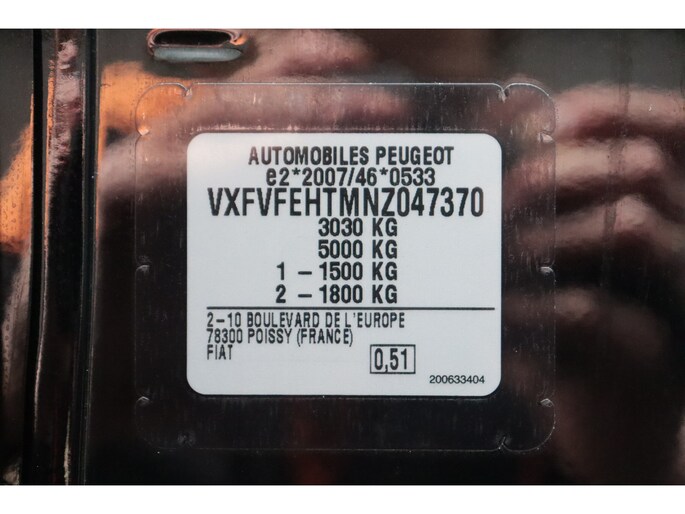 AUTOMOBILES PEUGEOT
e2*2007/46*0533
VXFVFEHTMNZ047370
3030 KG
5000 KG
1 - 1500 KG
2 - 1800 KG
2-10 BOULEVARD DE L'EUROPE
78300 POISSY (FRANCE)
FIAT
0,51
200633404